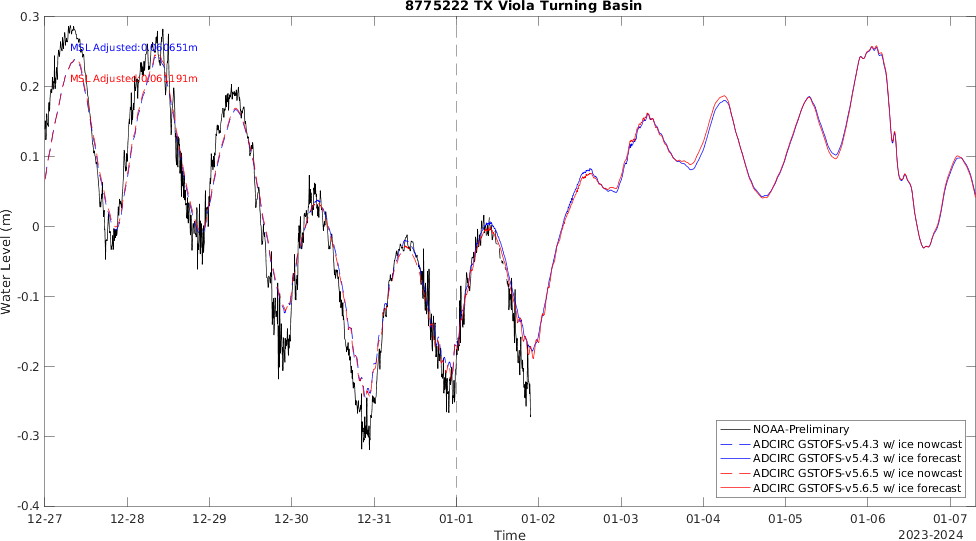 8775222 TX Viola Turning Basin
0.3
MSL Adjusted:0.060651m
MSL Adjusted:0.061191m
0.2
0.1
0
-0.1
-0.2
-0.3
-0.4
Water Level (m)
NOAA-Preliminary
ADCIRC GSTOFS-v5.4.3 w/ ice nowcast
ADCIRC GSTOFS-v5.4.3 w/ ice forecast
ADCIRC GSTOFS-v5.6.5 w/ ice nowcast
ADCIRC GSTOFS-v5.6.5 w/ ice forecast
12-27 12-28 12-29 12-30 12-31 01-01 01-02 01-03 01-04 01-05 01-06 01-07
Time
2023-2024